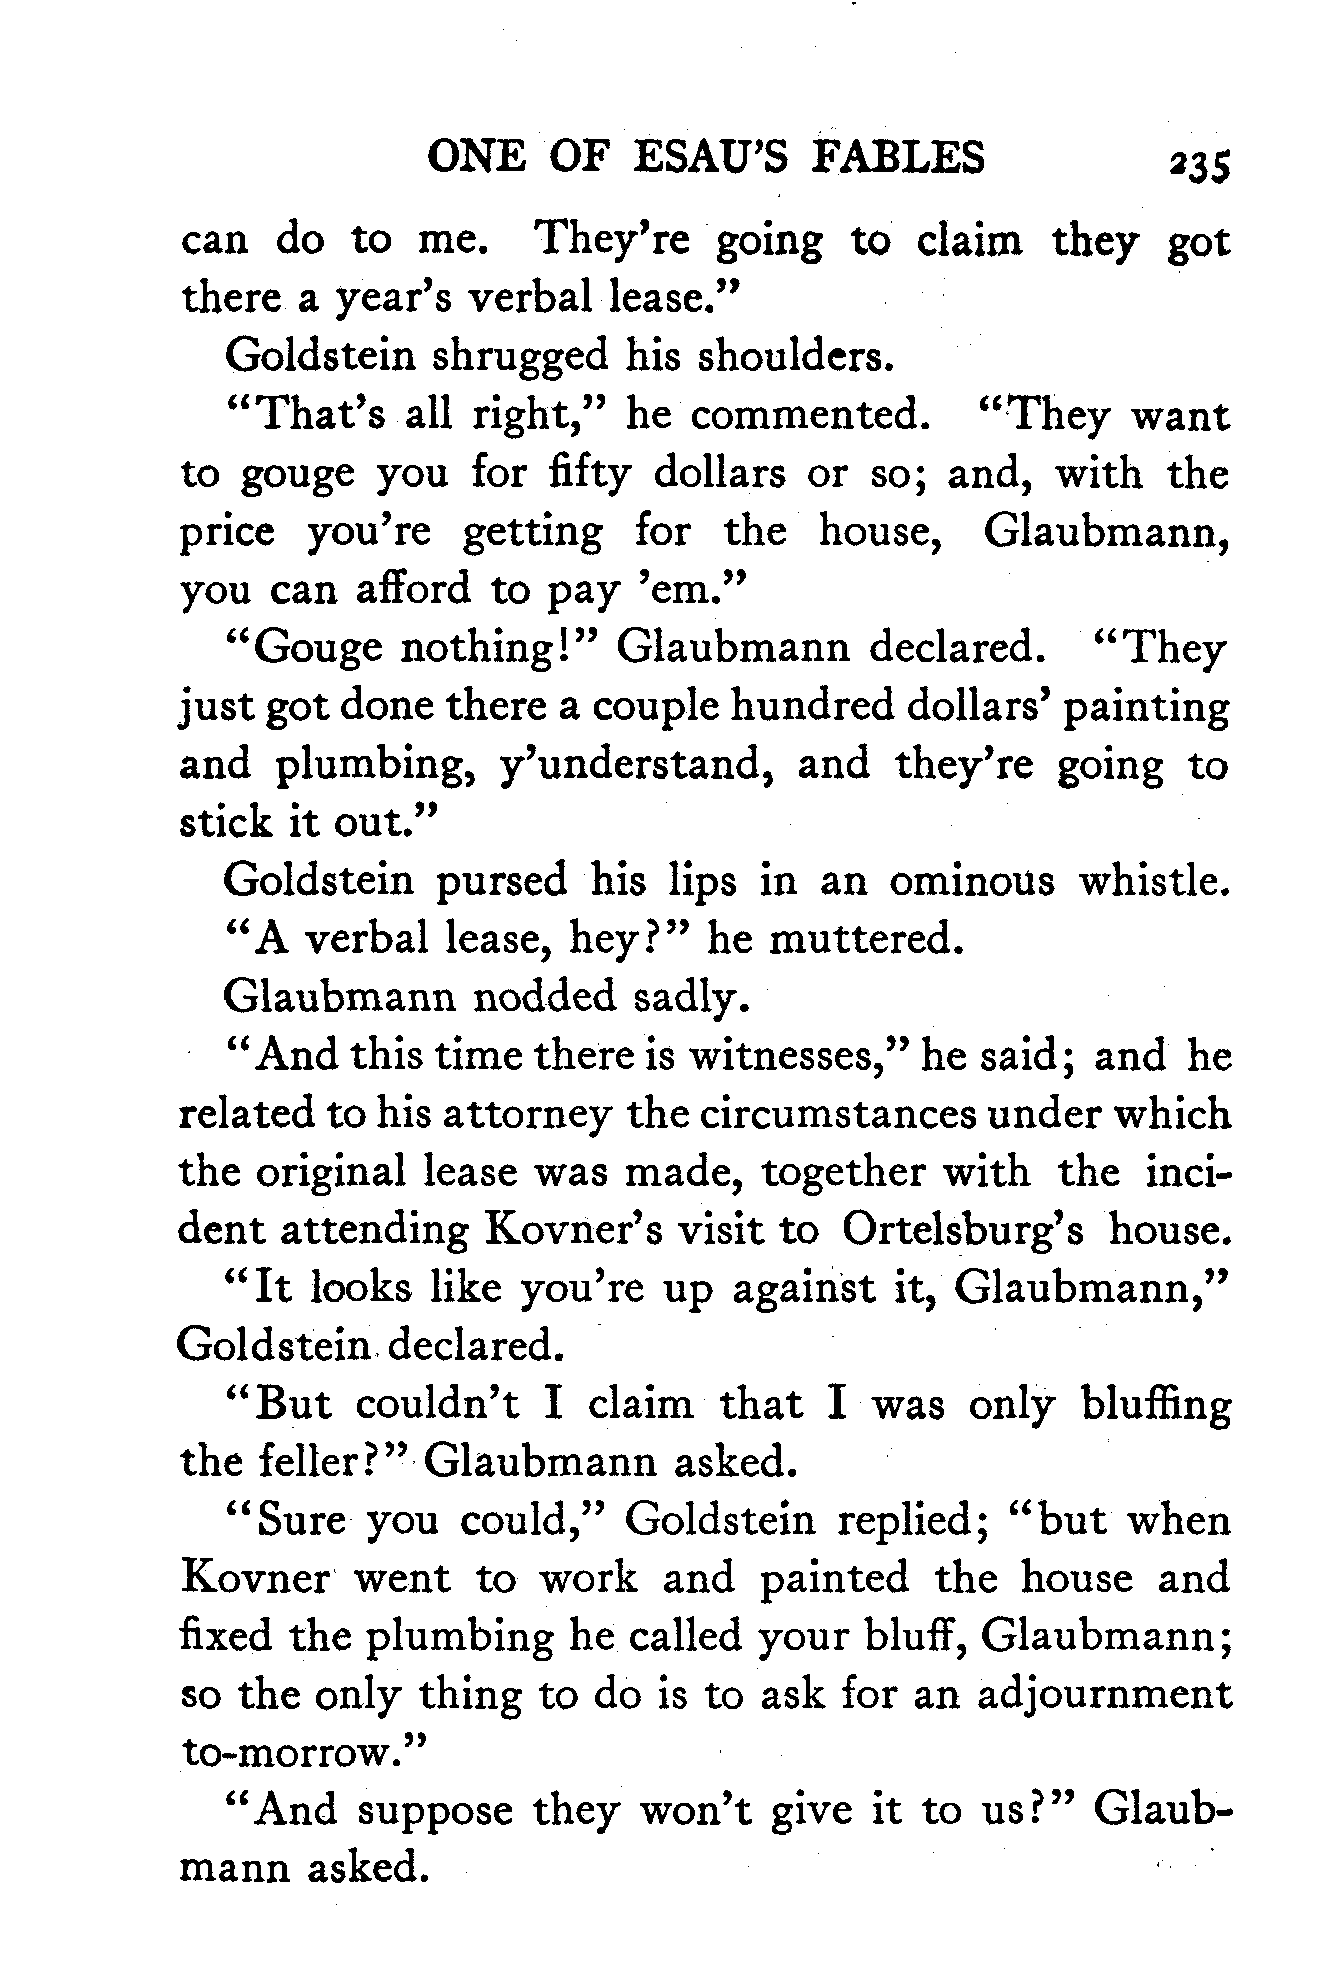 ONE OF ESAU'S FABLES 235
can do to me. They're going to claim they got
there a year's verbal lease."
Goldstein shrugged his shoulders.
"That's all right," he commented. "They want
to gouge you for fifty dollars or so; and, with the
price you're getting for the house, Glaubmann,
you can afford to pay 'em."
"Gouge nothing!" Glaubmann declared. "They
just got done there a couple hundred dollars' painting
and plumbing, y'understand, and they're going to
stick it out."
Goldstein pursed his lips in an ominous whistle.
"A verbal lease, hey?" he muttered.
Glaubmann nodded sadly.
"And this time there is witnesses," he said; and he
related to his attorney the circumstances under which
the original lease was made, together with the inci-
dent attending Kovner's visit to Ortelsburg's house.
"It looks like you're up against it, Glaubmann,"
Goldstein declared.
"But couldn't I claim that I was only bluffing
the feller?" Glaubmann asked.
"Sure you could," Goldstein replied; "but when
Kovner went to work and painted the house and
fixed the plumbing he called your bluff, Glaubmann;
so the only thing to do is to ask for an adjournment
to-morrow."
"And suppose they won't give it to us?" Glaub-
mann asked.